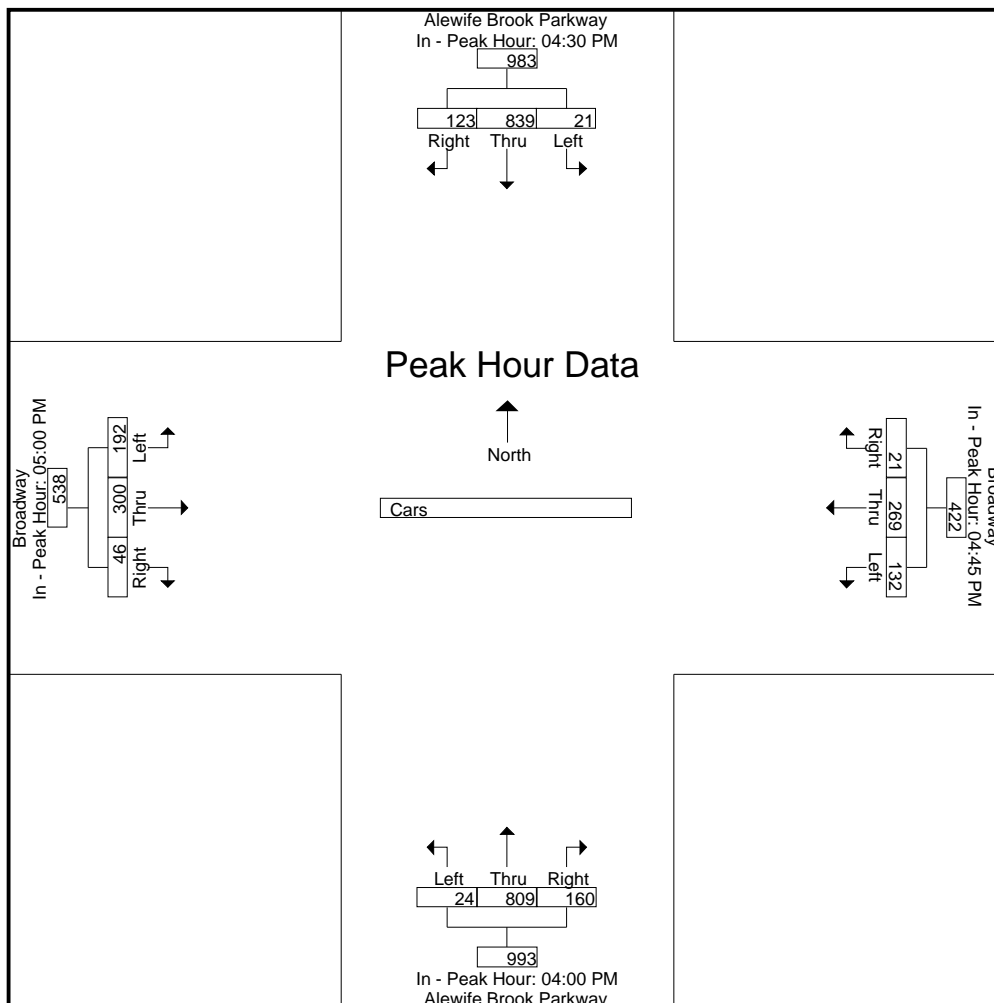 Alewife Brook Parkway
In - Peak Hour: 04:30 PM
983
123 839 21
Right Thru Left
Peak Hour Data
North
Cars
Broadway
In - Peak Hour: 05:00 PM
538
192 300 46
Left Thru Right
Broadway
In - Peak Hour: 04:45 PM
422
21 269 132
Right Thru Left
Left Thru Right
24 809 160
993
In - Peak Hour: 04:00 PM
Alewife Brook Parkway